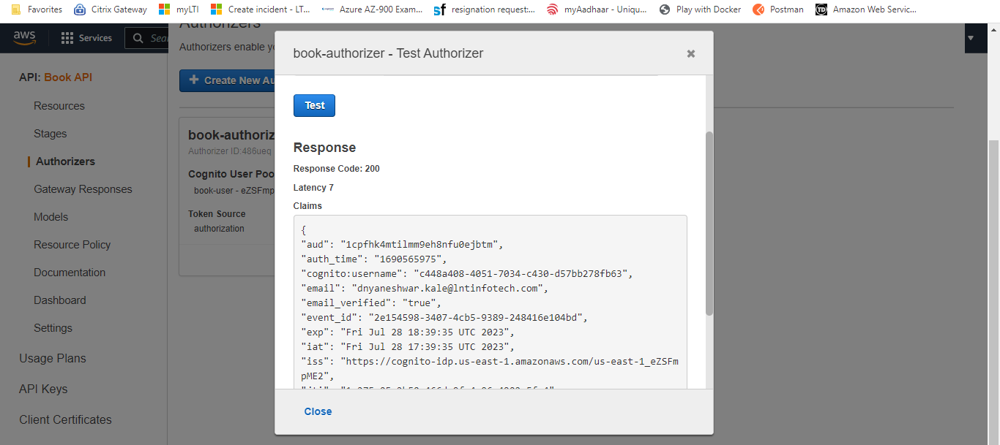 Favorites Citrix Gateway myLTI Create incident - LT... Azure AZ-900 Exam... resignation request:... myAadhaar - Uniqu... Play with Docker Postman Amazon Web Servic...
aws Services Sea
Authorizers
Authorizers enable yo
API: Book API
Resources
Stages
Authorizers
Gateway Responses
Models
Resource Policy
Documentation
Dashboard
Settings
Usage Plans
API Keys
Client Certificates
Create New Au
book-authoriz
Authorizer ID:486ueq
Cognito User Poo
book-user - eZSFmp
Token Source
authorization
book-authorizer - Test Authorizer
Test
Response
Response Code: 200
Latency 7
Claims
{
"aud": "1cpfhk4mtilmm9eh8nfu0ejbtm",
"auth_time": "1690565975",
"cognito:username": "c448a408-4051-7034-c430-d57bb278fb63",
"email": "dnyaneshwar.kale@lntinfotech.com",
"email_verified": "true",
"event_id": "2e154598-3407-4cb5-9389-248416e104bd",
"exp": "Fri Jul 28 18:39:35 UTC 2023",
"iat": "Fri Jul 28 17:39:35 UTC 2023",
"iss": "https://cognito-idp.us-east-1.amazonaws.com/us-east-1_eZSFm
pME2",
Close